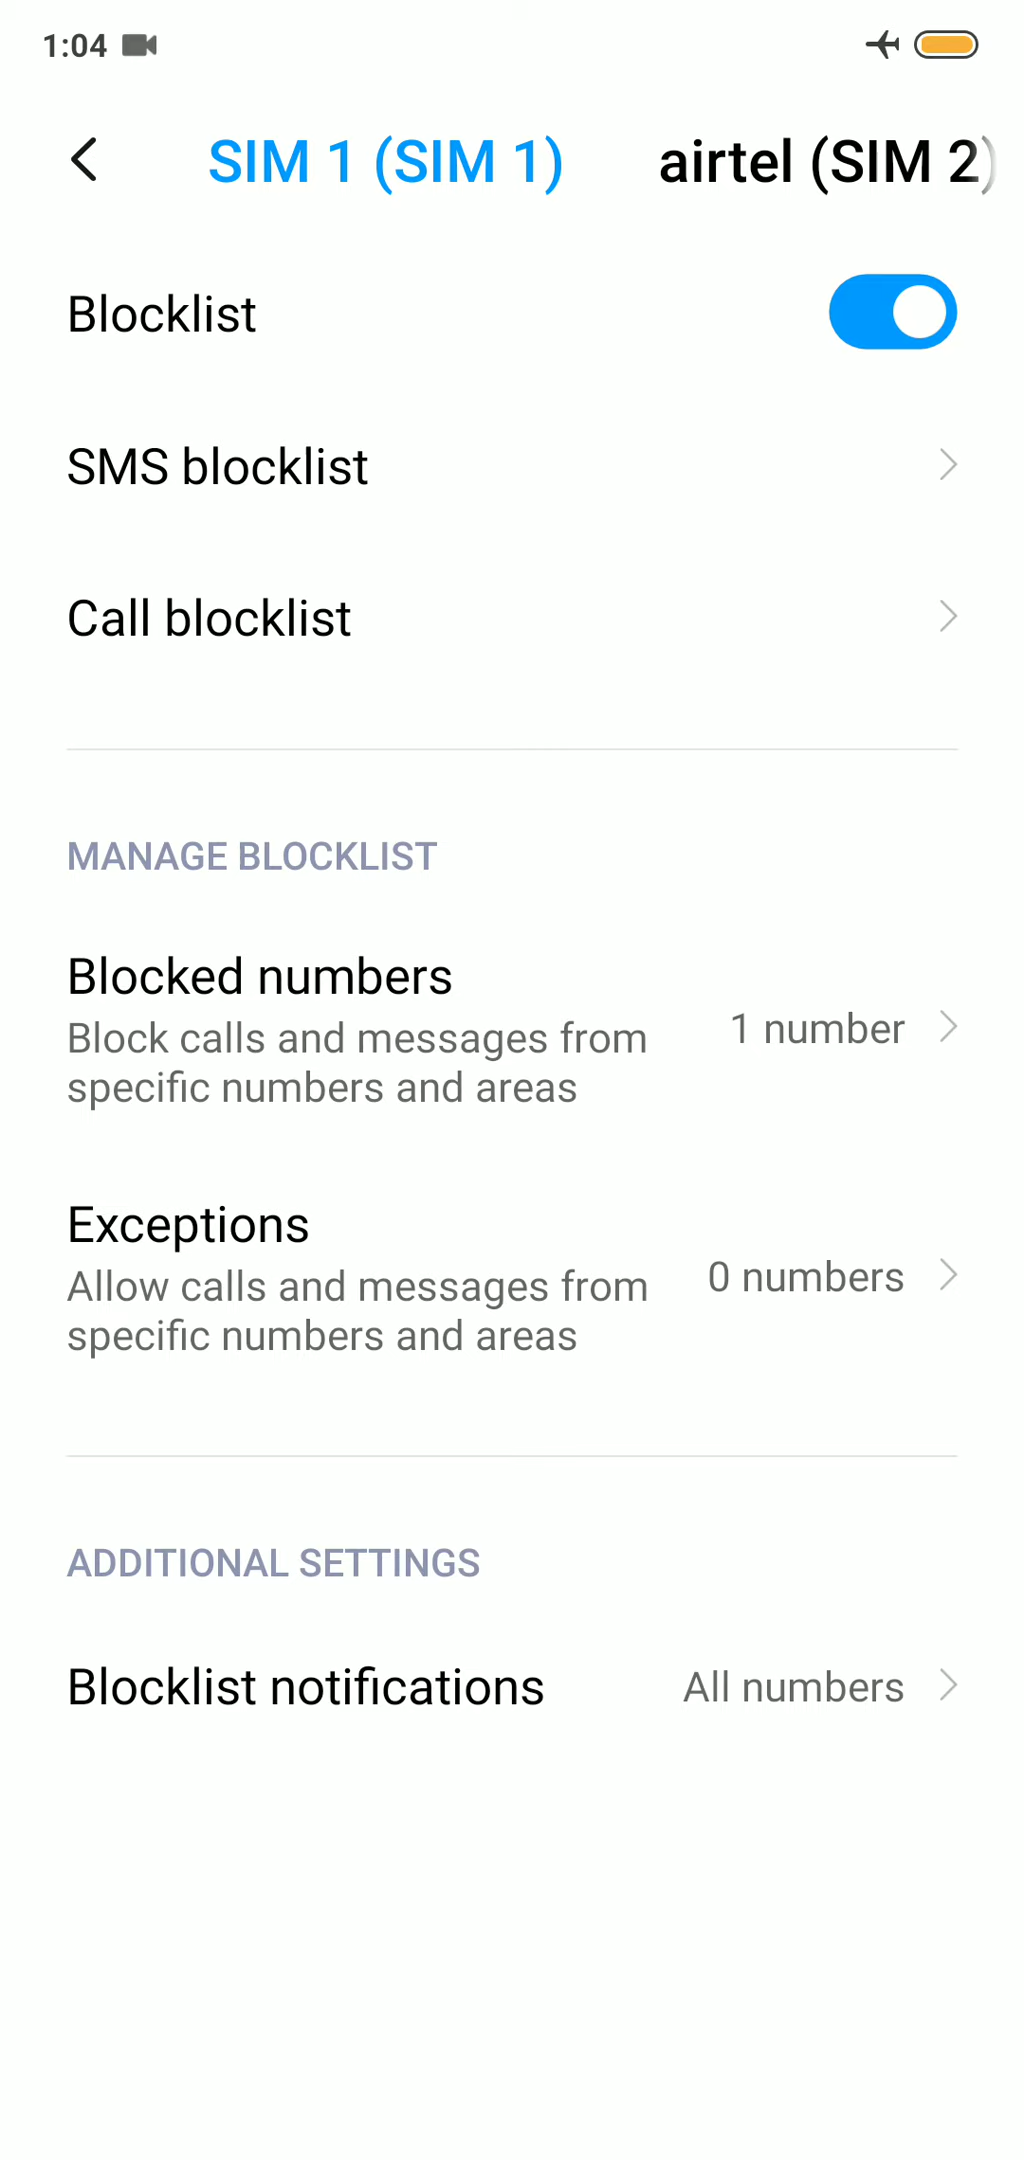 1:04
SIM 1 (SIM 1) airtel (SIM 2)
Blocklist
SMS blocklist
Call blocklist
MANAGE BLOCKLIST
Blocked numbers
Block calls and messages from
specific numbers and areas
1 number
Exceptions
Allow calls and messages from
specific numbers and areas
0 numbers
ADDITIONAL SETTINGS
Blocklist notifications All numbers